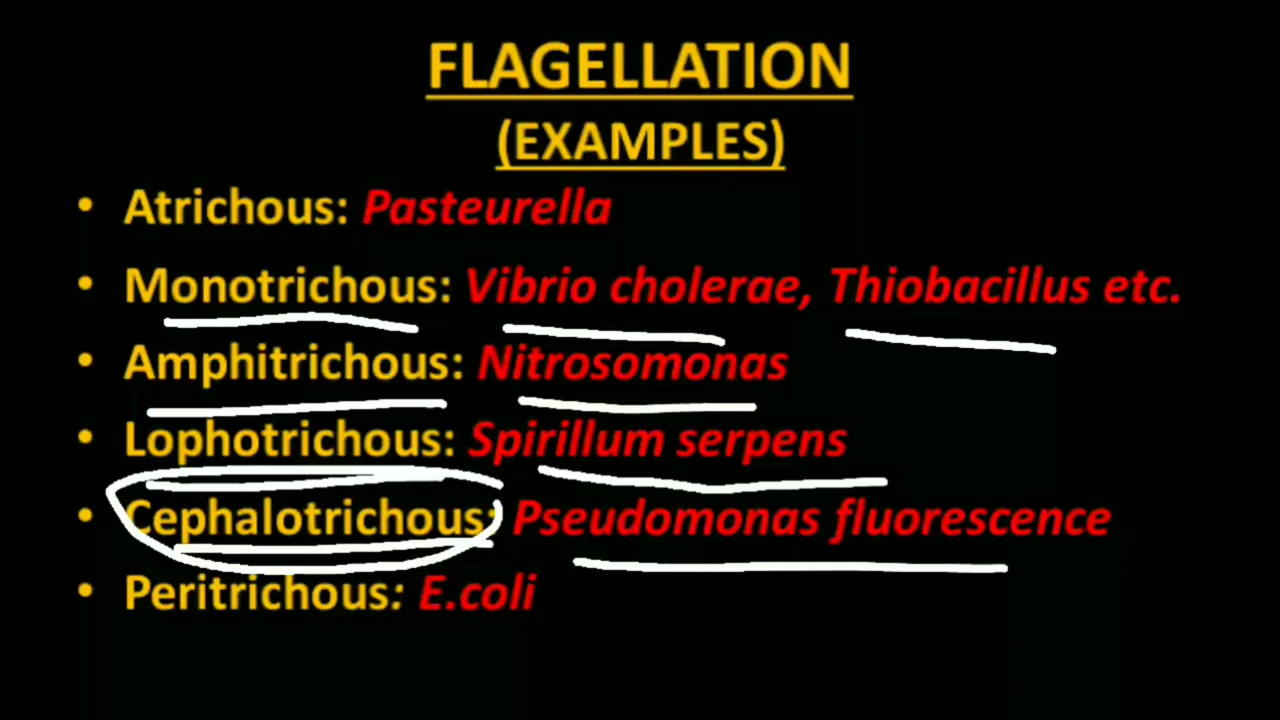 FLAGELLATION
(EXAMPLES)
• Atrichous: Pasteurella
• Monotrichous: Vibrio cholerae, Thiobacillus etc.
• Amphitrichous: Nitrosomonas
• Lophotrichous: Spirillum serpens
• Cephalotrichous: Pseudomonas fluorescence
• Peritrichous: E.coli